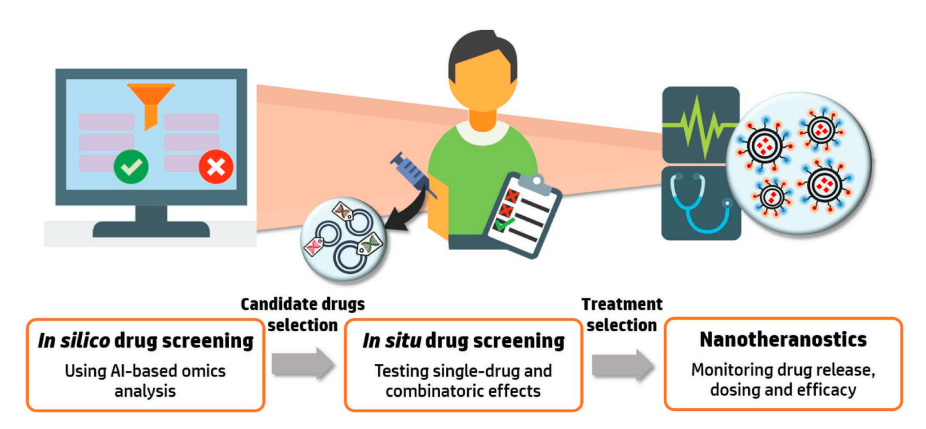 Candidate drugs
selection
Treatment
selection
In silico drug screening
Using AI-based omics
analysis
In situ drug screening
Testing single-drug and
combinatoric effects
Nanotheranostics
Monitoring drug release,
dosing and efficacy